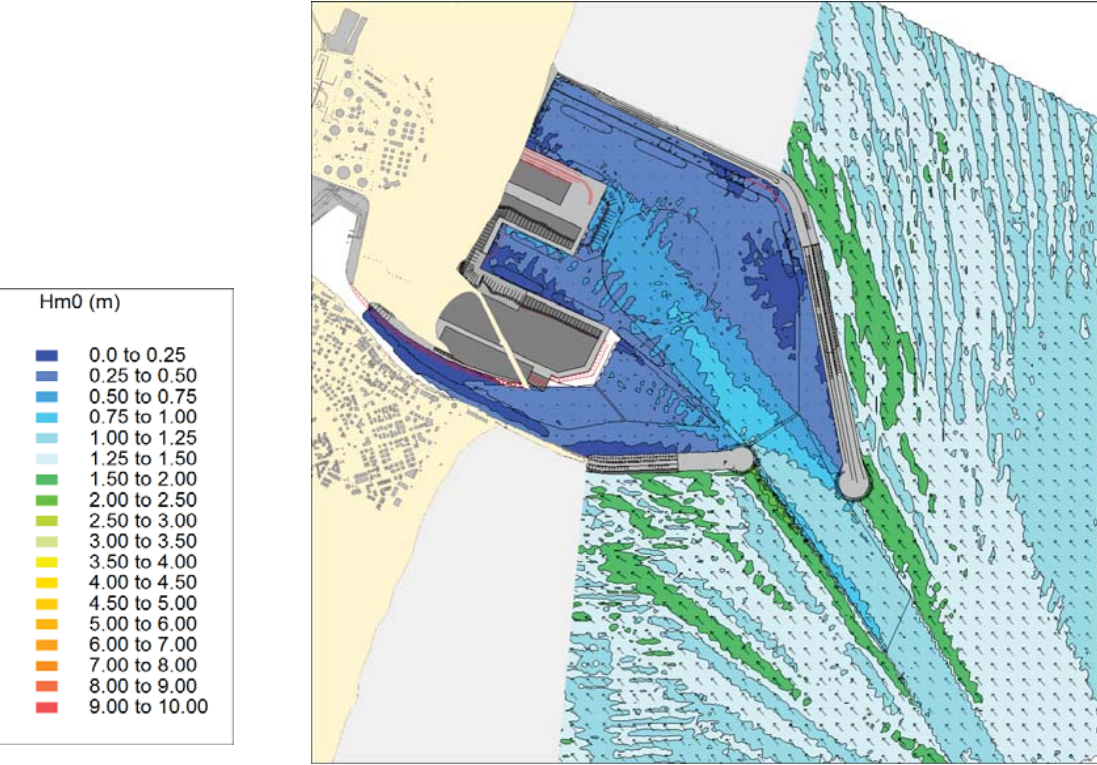 Hm0 (m)
0.0 to 0.25
0.25 to 0.50
0.50 to 0.75
0.75 to 1.00
1.00 to 1.25
1.25 to 1.50
1.50 to 2.00
2.00 to 2.50
2.50 to 3.00
3.00 to 3.50
3.50 to 4.00
4.00 to 4.50
4.50 to 5.00
5.00 to 6.00
6.00 to 7.00
7.00 to 8.00
8.00 to 9.00
9.00 to 10.00